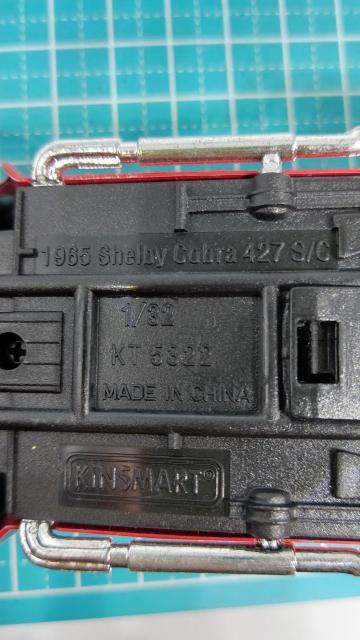 1965 Shelby Cobra 427 S/C
1/32
KT 5322
MADE IN CHINA
KINSMART®